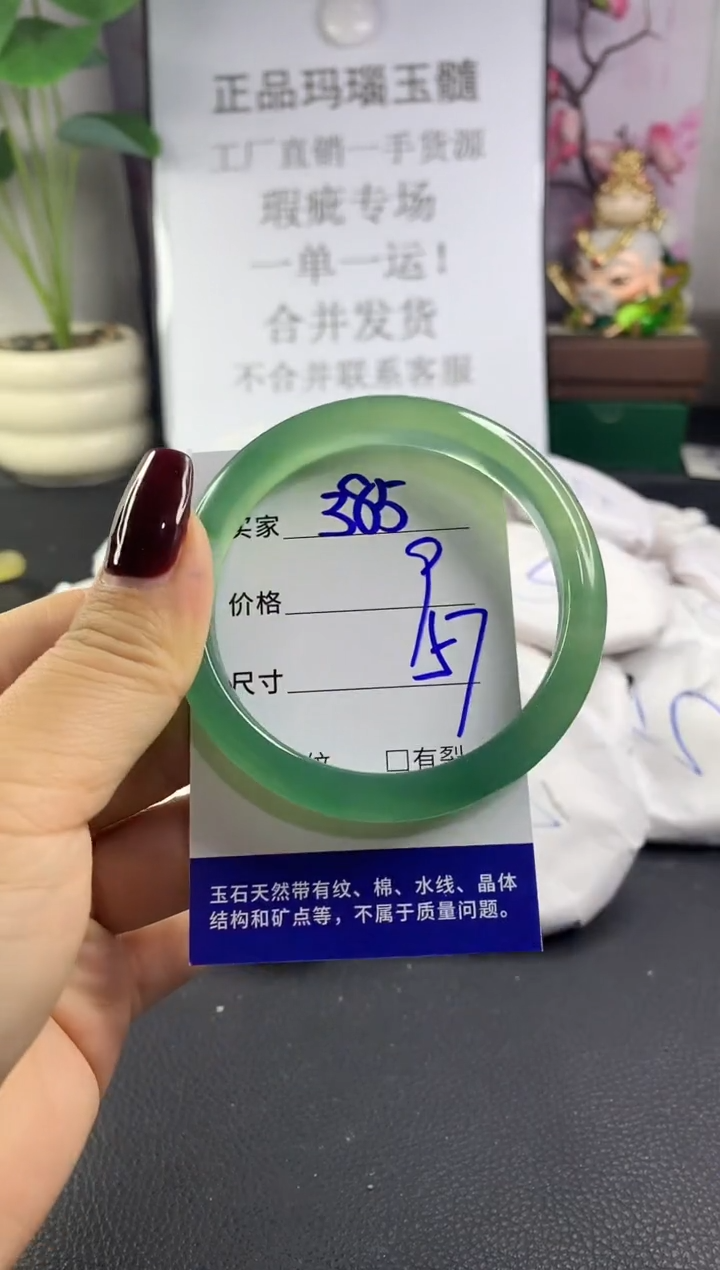 正品玛瑙玉髓
工厂直销一手货源
瑕疵专场
一单一运！
合并发货
不合并联系客服
买家 385
价格
尺寸 57
纹 □有裂
玉石天然带有纹、棉、水线、晶体
结构和矿点等，不属于质量问题。